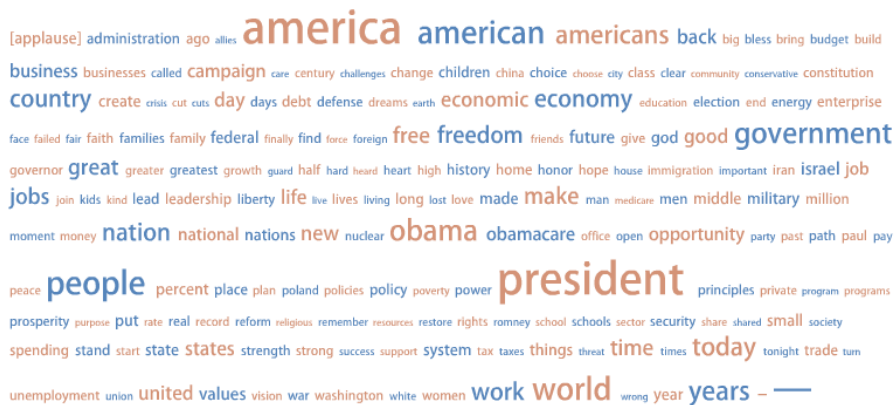 [applause] administration ago allies america american americans back big bless bring budget build
business businesses called campaign care century challenges change children china choice choose city class clear community conservative constitution
country create crisis cut cuts day days debt defense dreams earth economic economy education election end energy enterprise
face failed fair faith families family federal finally find force foreign free freedom friends future give god good government
governor great greater greatest growth guard half hard heard heart high history home honor hope house immigration important iran israel job
jobs join kids kind lead leadership liberty life live lives living long lost love made make man medicare men middle military million
moment money nation national nations new nuclear obama obamacare office open opportunity party past path paul pay
peace people percent place plan poland policies policy poverty power president principles private program programs
prosperity purpose put rate real record reform religious remember resources restore rights romney school schools sector security share shared small society
spending stand start state states strength strong success support system tax taxes things threat time times today tonight trade turn
unemployment union united values vision war washington white women work world wrong year years – —